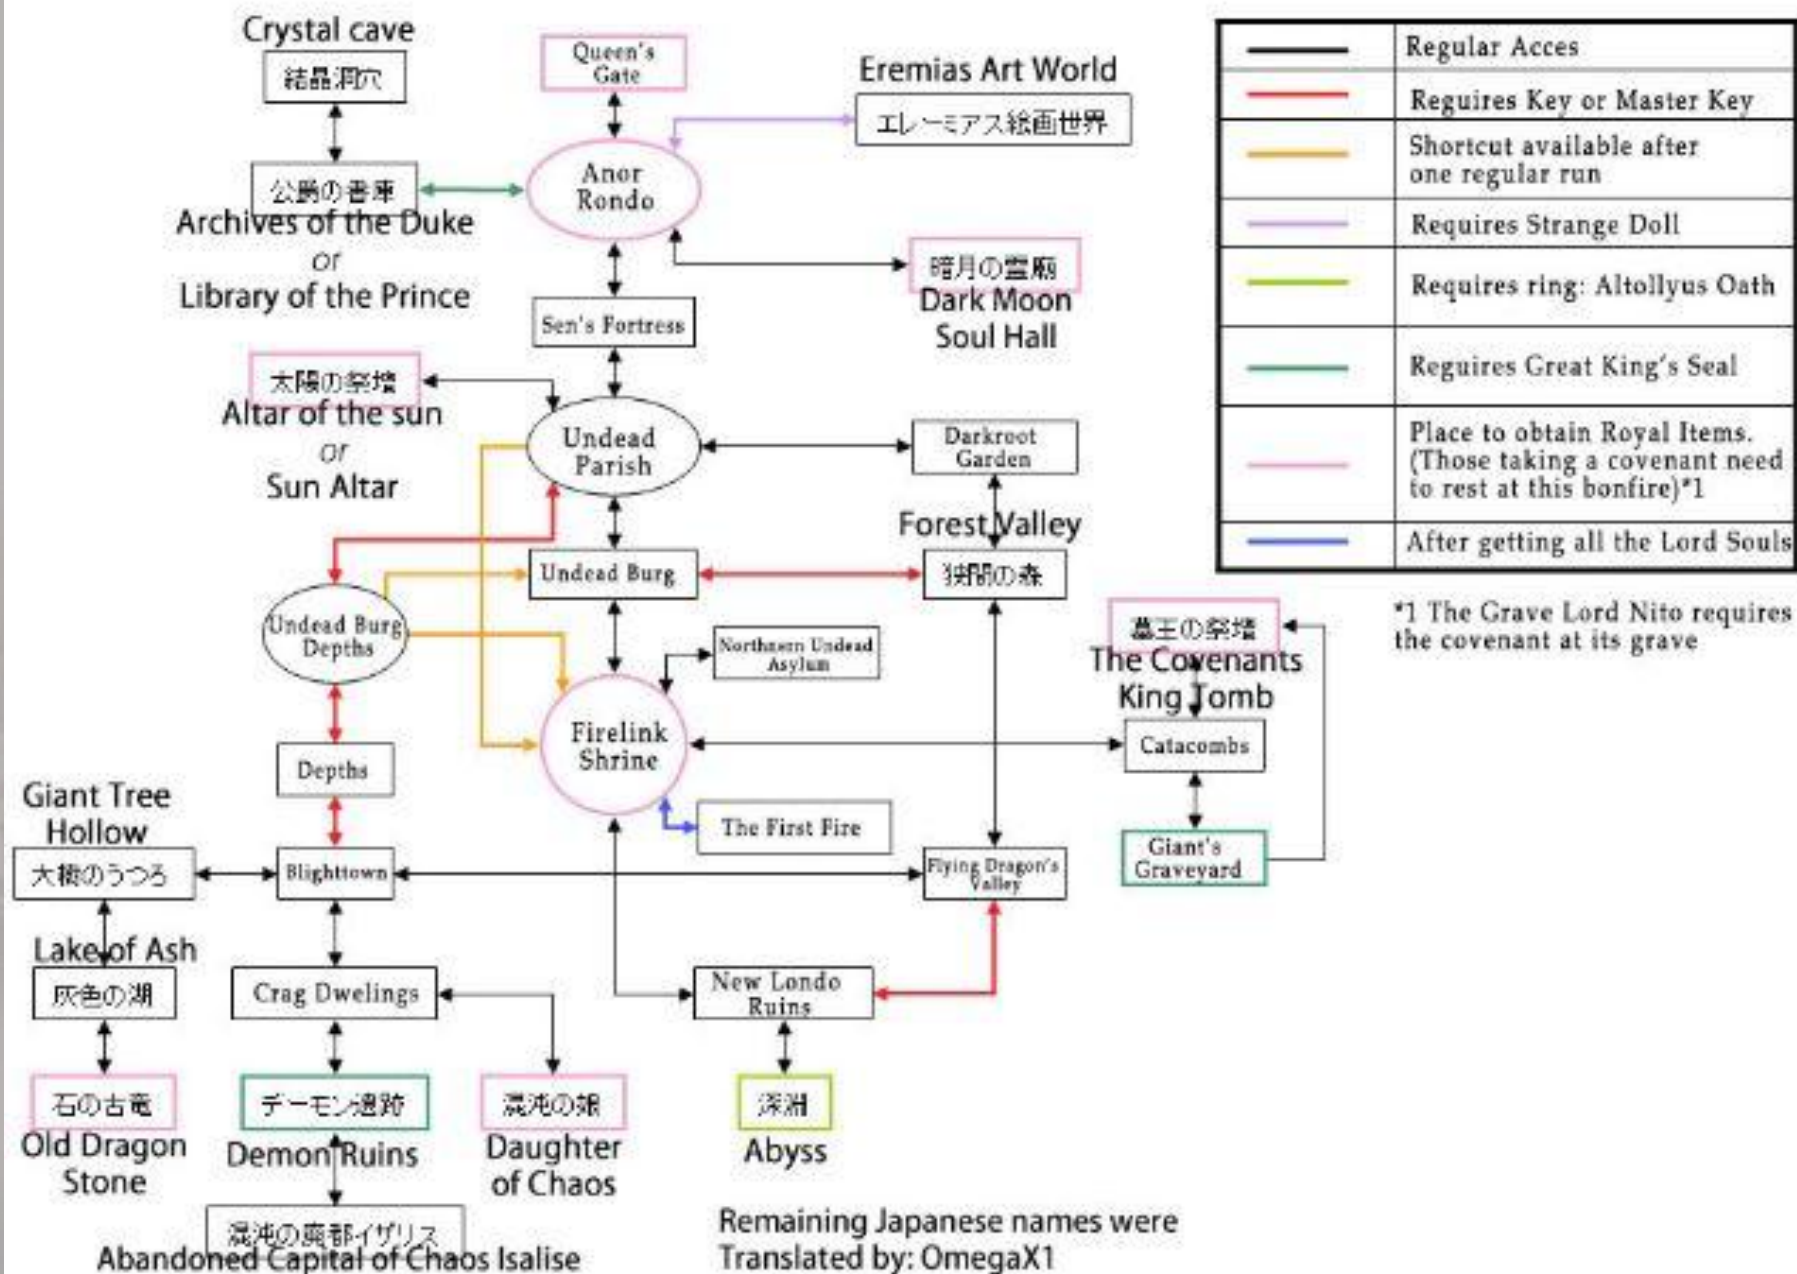 Crystal cave
結晶洞穴
Queen's
Gate
Eremias Art World
エレーミアス絵画世界
公爵の書庫
Archives of the Duke
or
Library of the Prince
Anor
Rondo
暗月の霊廟
Dark Moon
Soul Hall
Sen's Fortress
太陽の祭壇
Altar of the sun
or
Sun Altar
Undead
Parish
Darkroot
Garden
Forest Valley
狭間の森
Undead Burg
Undead Burg
Depths
Northnern Undead
Asylum
墓王の祭壇
The Covenants
King Tomb
Firelink
Shrine
Catacombs
Depths
Giant Tree
Hollow
大樹のうつろ
Blighttown
The First Fire
Flying Dragon's
Valley
Giant's
Graveyard
Lake of Ash
灰色の湖
Crag Dwelings
New Londo
Ruins
石の古竜
Old Dragon
Stone
デーモン遺跡
Demon Ruins
混沌の娘
Daughter
of Chaos
深淵
Abyss
混沌の廃都イザリス
Abandoned Capital of Chaos Isalise
Remaining Japanese names were
Translated by: OmegaX1
Regular Acces
Reguires Key or Master Key
Shortcut available after
one regular run
Requires Strange Doll
Requires ring: Altollyus Oath
Reguires Great King's Seal
Place to obtain Royal Items.
(Those taking a covenant need
to rest at this bonfire)*1
After getting all the Lord Souls
*1 The Grave Lord Nito requires
the covenant at its grave